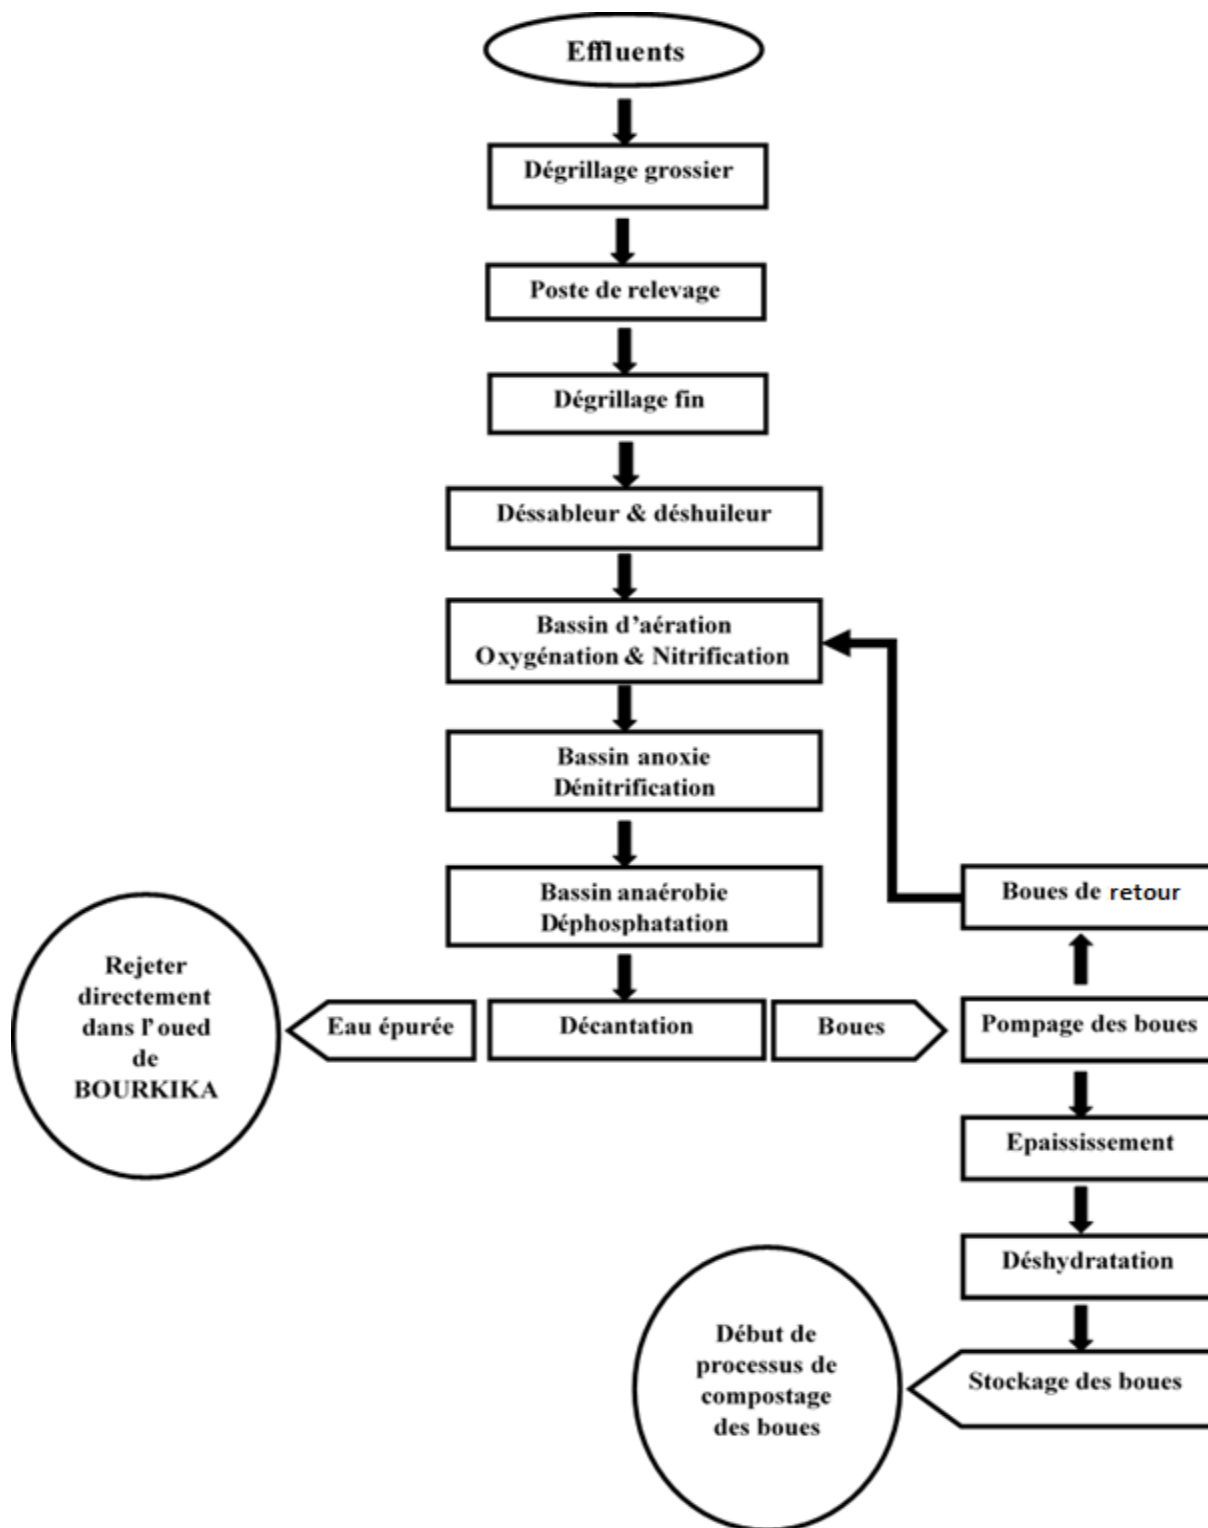 Effluents
Dégrillage grossier
Poste de relevage
Dégrillage fin
Déssableur & déshuileur
Bassin d'aération
Oxygénation & Nitrification
Bassin anoxie
Dénitrification
Bassin anaérobie
Déphosphatation
Boues de retour
Rejeter
directement
dans l'oued
de
BOURKIKA
Eau épurée
Décantation
Boues
Pompage des boues
Epaississement
Déshydratation
Stockage des boues
Début de
processus de
compostage
des boues